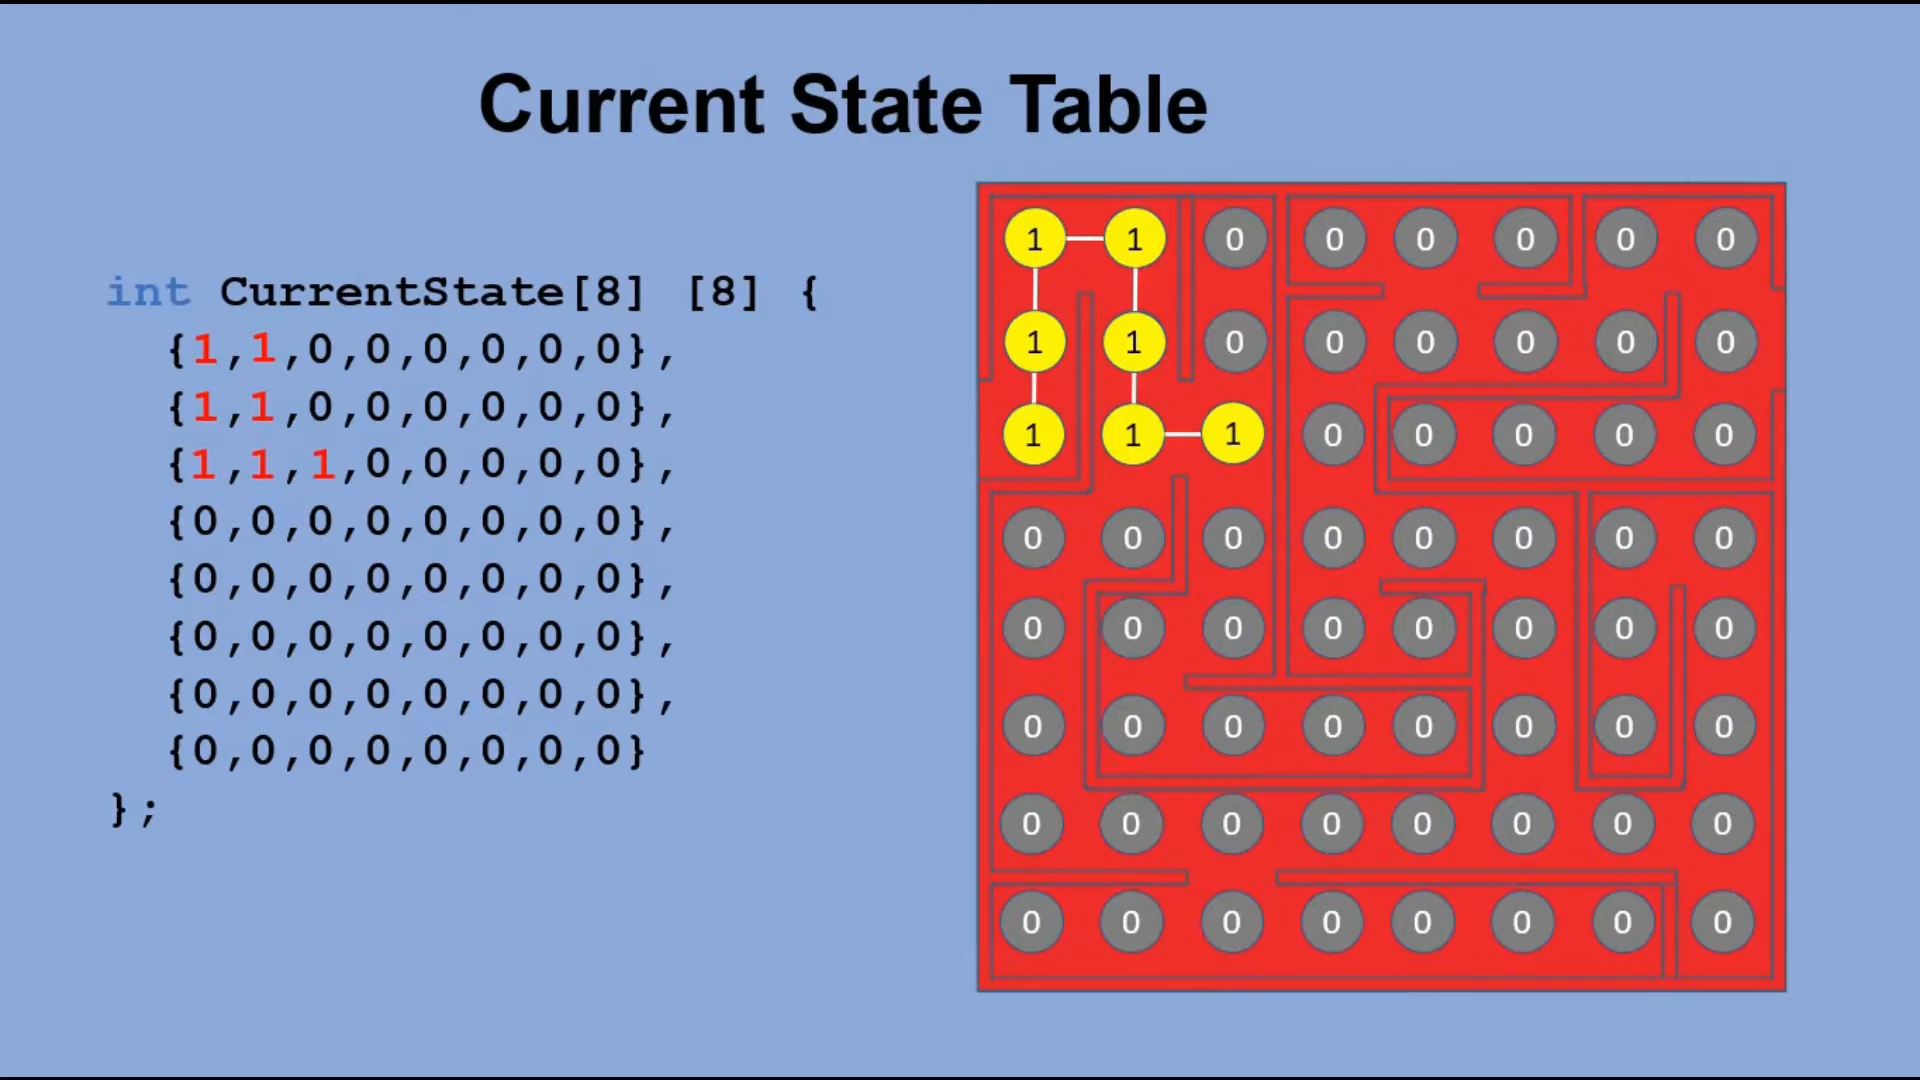 Current State Table
int CurrentState[8] [8] {
{1,1,0,0,0,0,0,0},
{1,1,0,0,0,0,0,0},
{1,1,1,0,0,0,0,0},
{0,0,0,0,0,0,0,0},
{0,0,0,0,0,0,0,0},
{0,0,0,0,0,0,0,0},
{0,0,0,0,0,0,0,0},
{0,0,0,0,0,0,0,0}
};
1 1 0 0 0 0 0 0
1 1 0 0 0 0 0 0
1 1 1 0 0 0 0 0
0 0 0 0 0 0 0 0
0 0 0 0 0 0 0 0
0 0 0 0 0 0 0 0
0 0 0 0 0 0 0 0
0 0 0 0 0 0 0 0